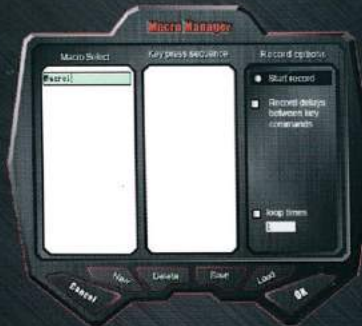 Macro Manager
Macro Select
Key press sequence
Record options
Macro1
Start record
Record delays
between key
commands
loop times
1
New
Delete
Save
Load
Cancel
OK